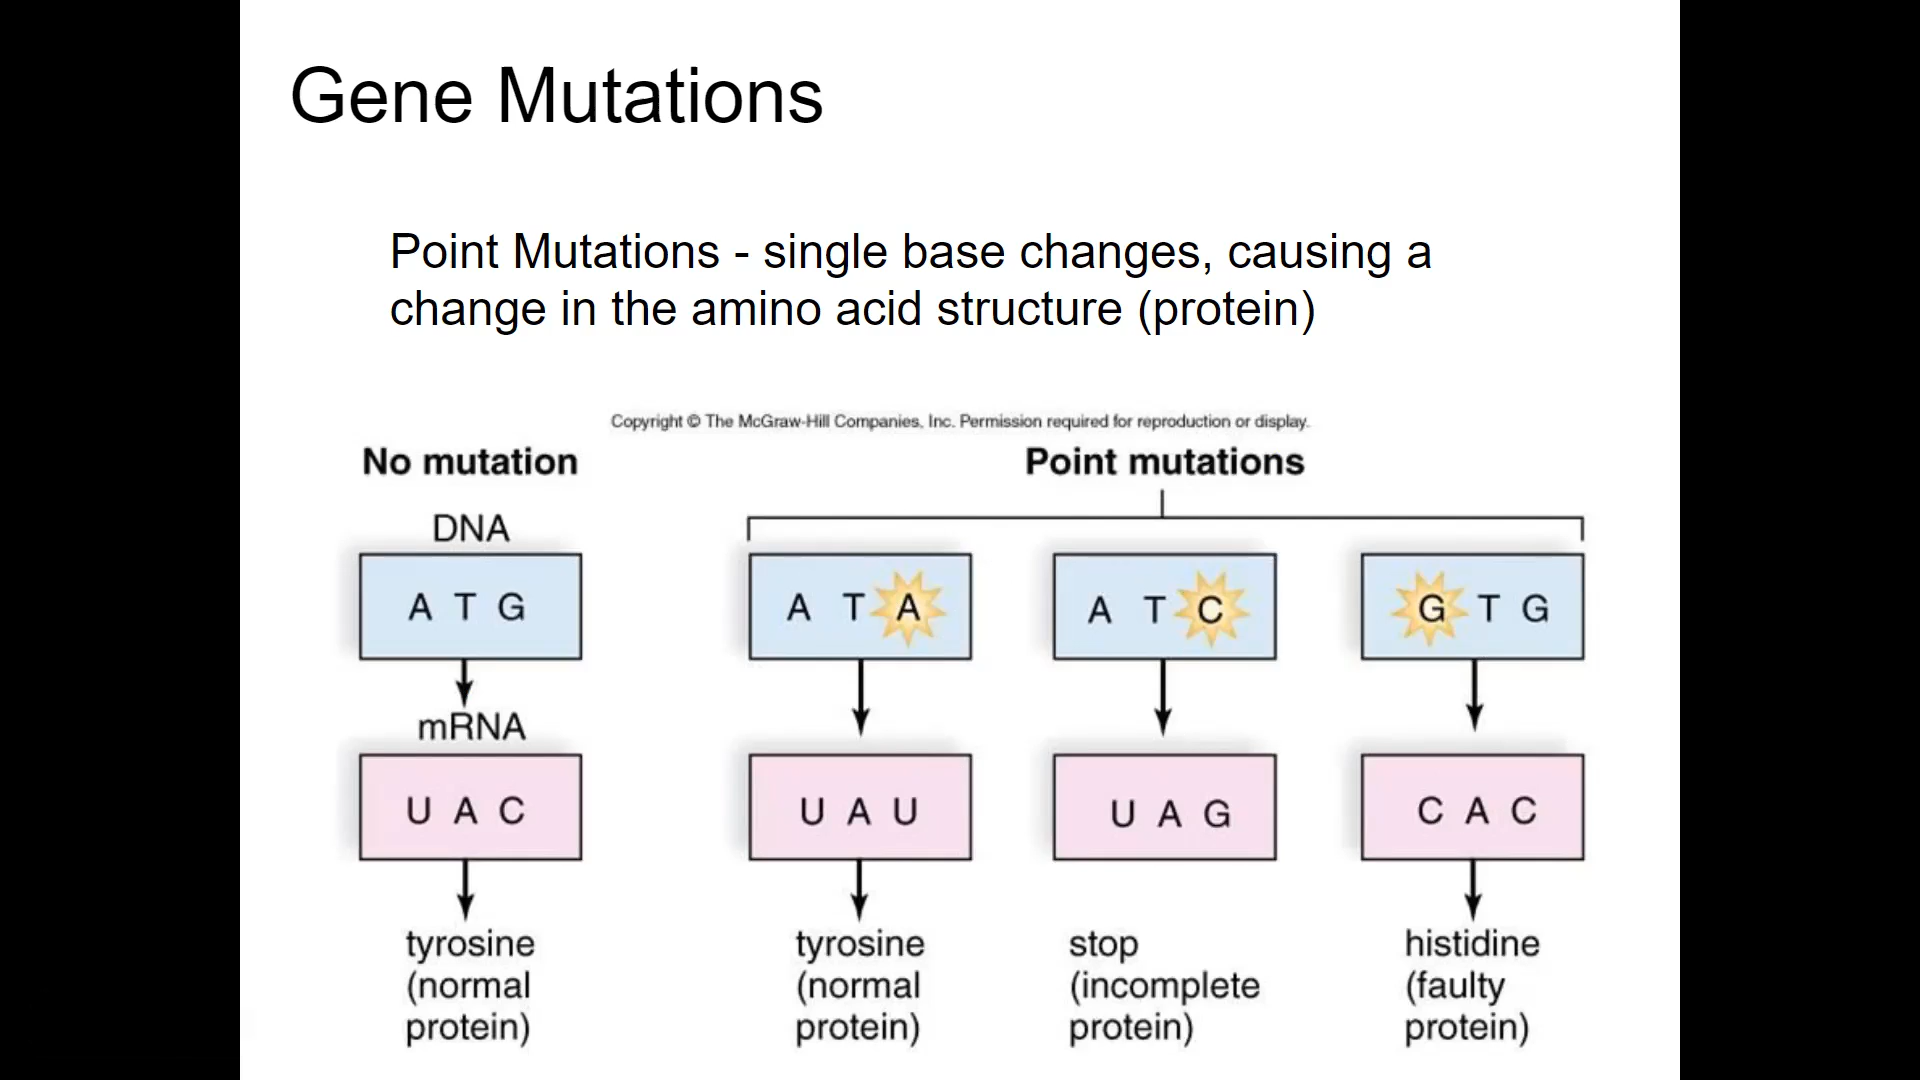 Gene Mutations
Point Mutations - single base changes, causing a
change in the amino acid structure (protein)
Copyright © The McGraw-Hill Companies, Inc. Permission required for reproduction or display.
No mutation
Point mutations
DNA
A T G
A T A
A T C
G T G
mRNA
U A C
U A U
U A G
C A C
tyrosine
(normal
protein)
tyrosine
(normal
protein)
stop
(incomplete
protein)
histidine
(faulty
protein)